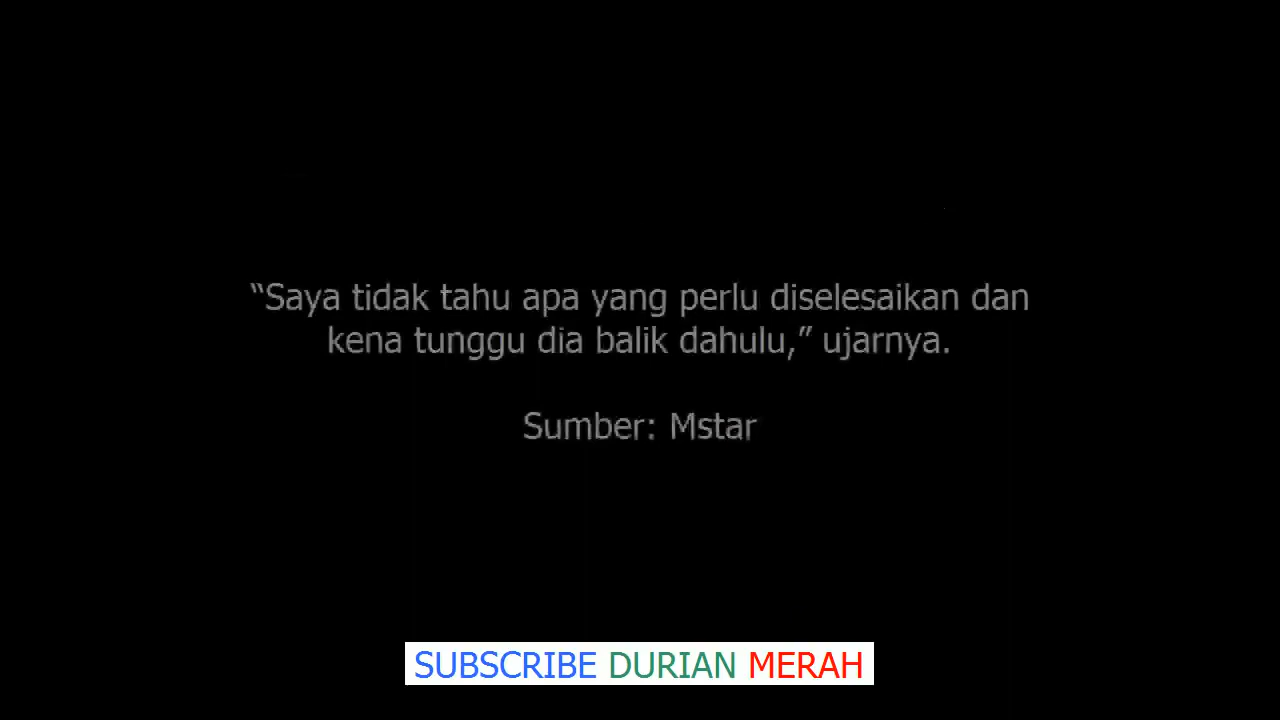 “Saya tidak tahu apa yang perlu diselesaikan dan
kena tunggu dia balik dahulu,” ujarnya.
Sumber: Mstar
SUBSCRIBE DURIAN MERAH